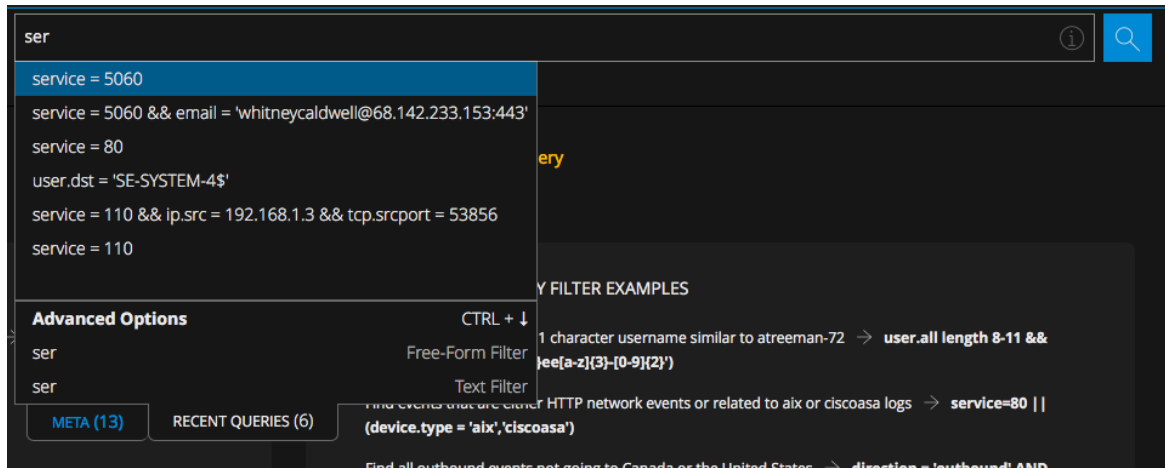 ser
service = 5060
service = 5060 && email = 'whitneycaldwell@68.142.233.153:443'
service = 80
ery
user.dst = 'SE-SYSTEM-4$'
service = 110 && ip.src = 192.168.1.3 && tcp.srcport = 53856
service = 110
Y FILTER EXAMPLES
Advanced Options CTRL + ↓
1 character username similar to atreeman-72 → user.all length 8-11 &&
ser Free-Form Filter
}ee[a-z]{3}-[0-9]{2}')
ser Text Filter
Find events that are either HTTP network events or related to aix or ciscoasa logs → service=80 ||
META (13) RECENT QUERIES (6)
(device.type = 'aix','ciscoasa')
Find all outbound events not going to Canada or the United States → direction = 'outbound' AND